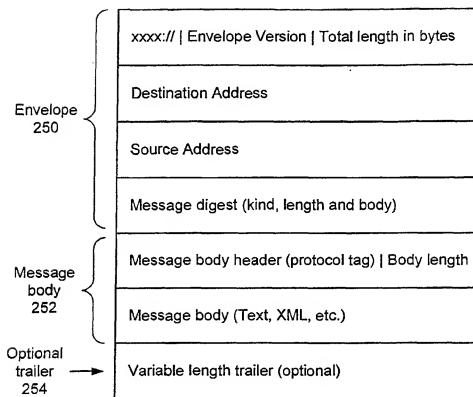 xxxx:// | Envelope Version | Total length in bytes
Destination Address
Envelope
250
Source Address
Message digest (kind, length and body)
Message body header (protocol tag) | Body length
Message
body
252
Message body (Text, XML, etc.)
Optional
trailer
254
Variable length trailer (optional)